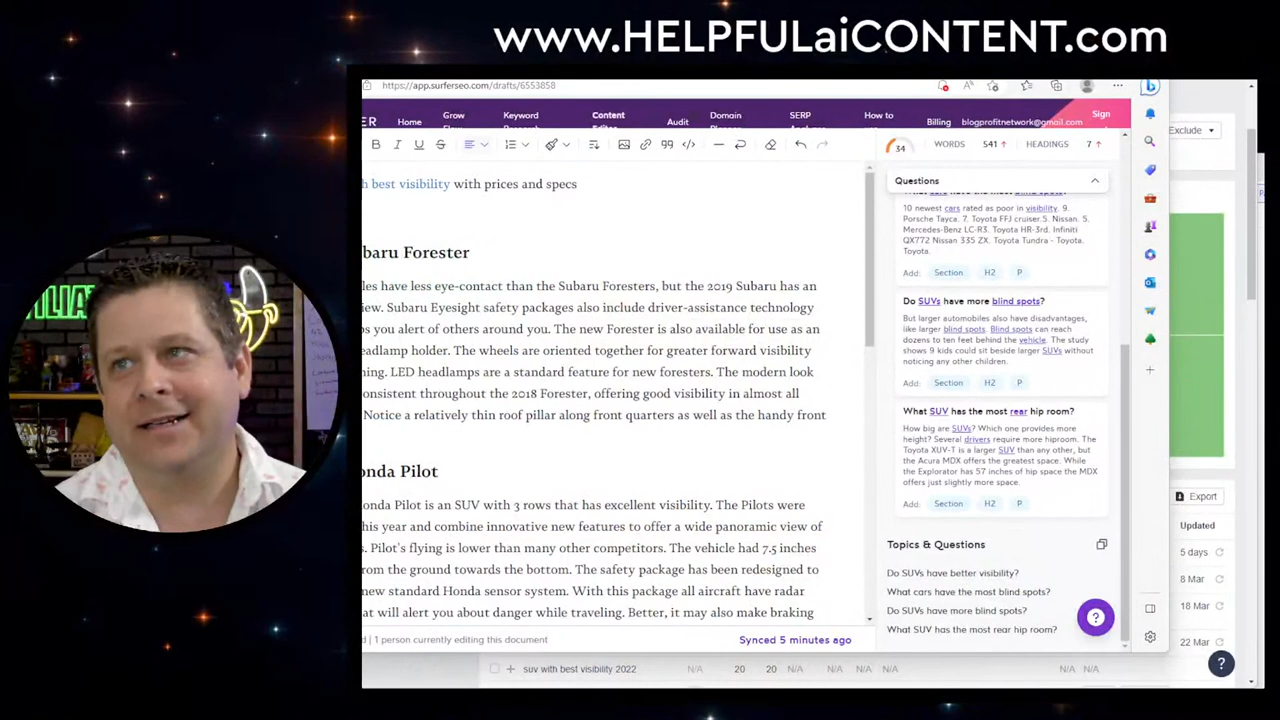 www.HELPFULaiCONTENT.com
https://app.surferseo.com/drafts/6553858
Home
Grow
Keyword
Content
Audit
Domain
SERP
How to
Billing
blogprofitnetwork@gmail.com
Sign
Exclude
B I U S
34
WORDS 541 ↑ HEADINGS 7 ↑
h best visibility with prices and specs
Questions
10 newest cars rated as poor in visibility. 9.
Porsche Tayca. 7. Toyota FFJ cruiser.5. Nissan. 5.
Mercedes-Benz LC-R3. Toyota HR-3rd. Infiniti
QX772 Nissan 335 ZX. Toyota Tundra - Toyota.
Toyota.
Add: Section H2 P
baru Forester
les have less eye-contact than the Subaru Foresters, but the 2019 Subaru has an
iew. Subaru Eyesight safety packages also include driver-assistance technology
ps you alert of others around you. The new Forester is also available for use as an
eadlamp holder. The wheels are oriented together for greater forward visibility
ning. LED headlamps are a standard feature for new foresters. The modern look
onsistent throughout the 2018 Forester, offering good visibility in almost all
Notice a relatively thin roof pillar along front quarters as well as the handy front
Do SUVs have more blind spots?
But larger automobiles also have disadvantages,
like larger blind spots. Blind spots can reach
dozens to ten feet behind the vehicle. The study
shows 9 kids could sit beside larger SUVs without
noticing any other children.
Add: Section H2 P
What SUV has the most rear hip room?
How big are SUVs? Which one provides more
height? Several drivers require more hiproom. The
Toyota XUV-T is a larger SUV than any other, but
the Acura MDX offers the greatest space. While
the Explorator has 57 inches of hip space the MDX
offers just slightly more space.
Add: Section H2 P
onda Pilot
onda Pilot is an SUV with 3 rows that has excellent visibility. The Pilots were
his year and combine innovative new features to offer a wide panoramic view of
s. Pilot's flying is lower than many other competitors. The vehicle had 7.5 inches
rom the ground towards the bottom. The safety package has been redesigned to
new standard Honda sensor system. With this package all aircraft have radar
at will alert you about danger while traveling. Better, it may also make braking
Topics & Questions
Do SUVs have better visibility?
What cars have the most blind spots?
Do SUVs have more blind spots?
What SUV has the most rear hip room?
d | 1 person currently editing this document
Synced 5 minutes ago
Export
Updated
5 days
8 Mar
18 Mar
22 Mar
+ suv with best visibility 2022 N/A 20 20 N/A N/A N/A N/A N/A N/A